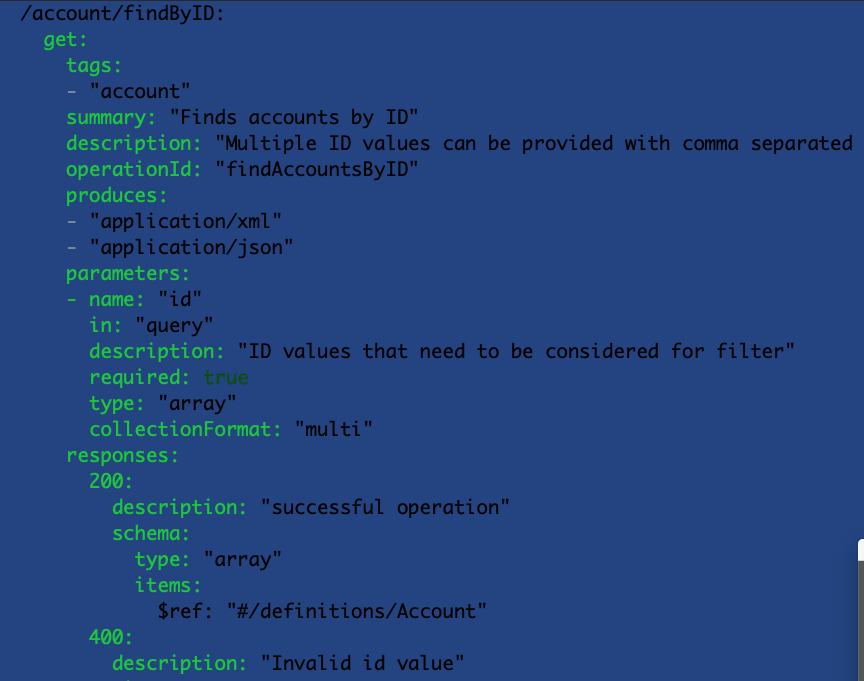 /account/findByID:
  get:
    tags:
    - "account"
    summary: "Finds accounts by ID"
    description: "Multiple ID values can be provided with comma separated
    operationId: "findAccountsByID"
    produces:
    - "application/xml"
    - "application/json"
    parameters:
    - name: "id"
      in: "query"
      description: "ID values that need to be considered for filter"
      required: true
      type: "array"
      collectionFormat: "multi"
    responses:
      200:
        description: "successful operation"
        schema:
          type: "array"
          items:
            $ref: "#/definitions/Account"
      400:
        description: "Invalid id value"